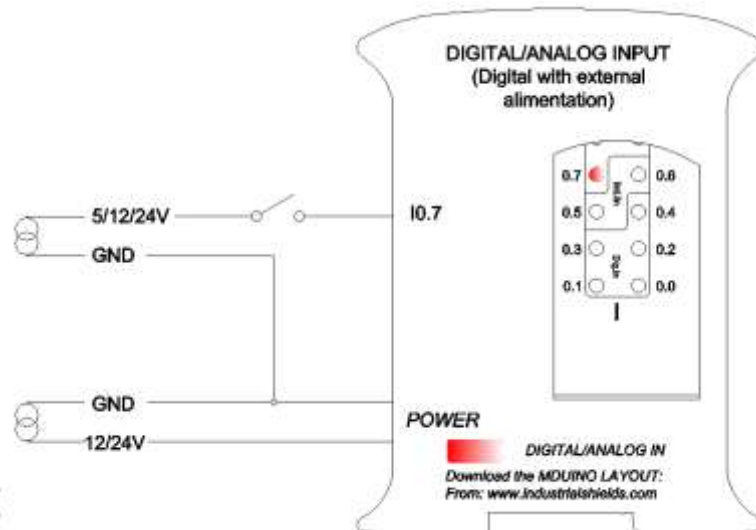 DIGITAL/ANALOG INPUT
(Digital with external
alimentation)
0.7 0.6
0.5 0.4
0.3 0.2
0.1 0.0
I
5/12/24V
I0.7
GND
GND
POWER
12/24V
DIGITAL/ANALOG IN
Download the MDUINO LAYOUT:
From: www.industrialshields.com